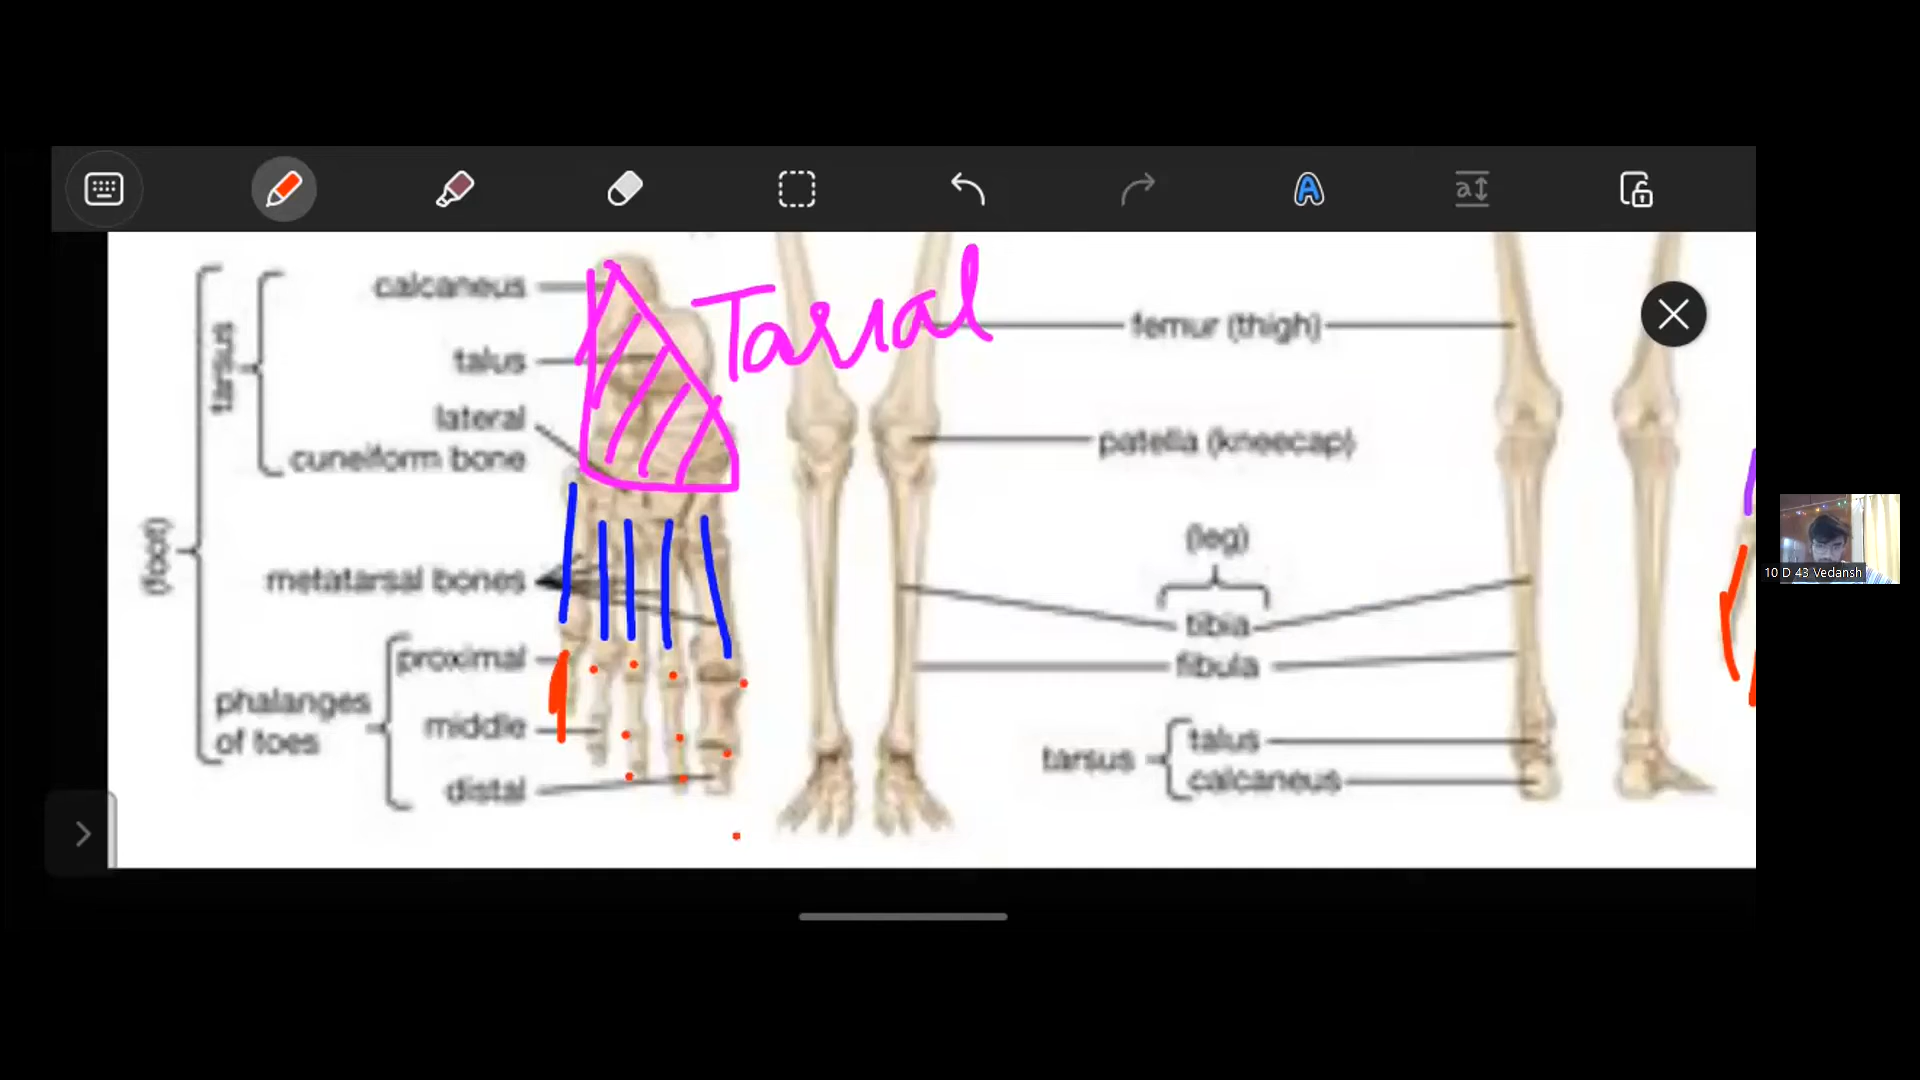 calcaneus
talus
lateral
cuneiform bone
tarsus
(foot)
metatarsal bones
proximal
phalanges
of toes
middle
distal
Tarsal
femur (thigh)
patella (kneecap)
(leg)
tibia
fibula
tarsus
talus
calcaneus
10 D 43 Vedansh
A
a